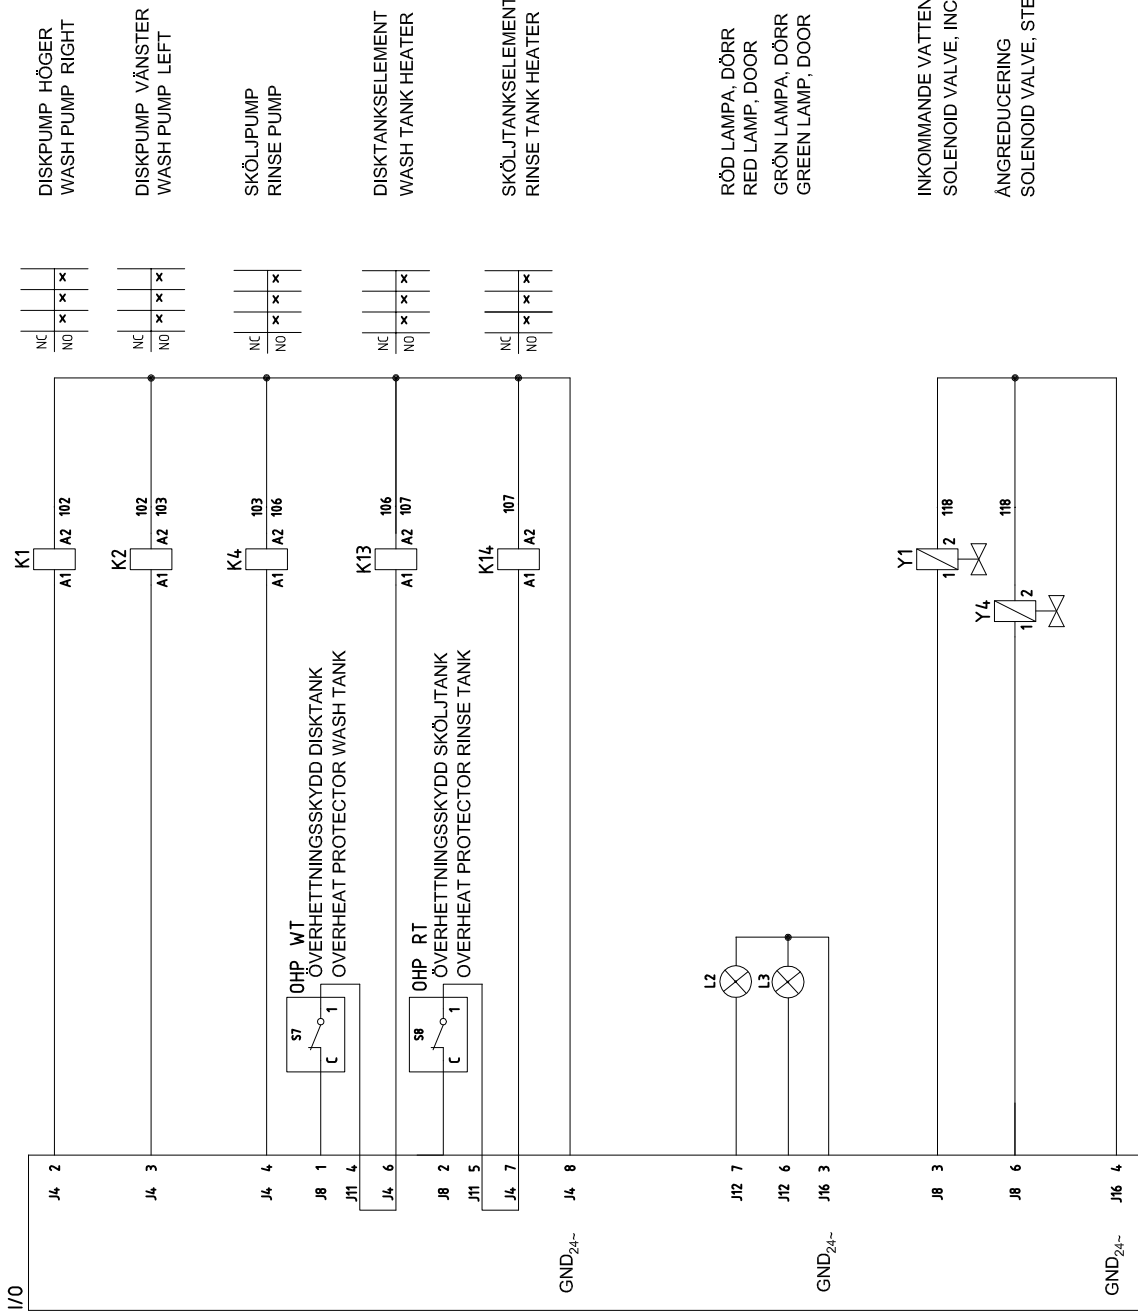 I/O
DISKPUMP HÖGER
WASH PUMP RIGHT
DISKPUMP VÄNSTER
WASH PUMP LEFT
SKÖLJPUMP
RINSE PUMP
DISKTANKSELEMENT
WASH TANK HEATER
SKÖLJTANKSELEMENT
RINSE TANK HEATER
RÖD LAMPA, DÖRR
RED LAMP, DOOR
GRÖN LAMPA, DÖRR
GREEN LAMP, DOOR
INKOMMANDE VATTEN
SOLENOID VALVE, INC
ÅNGREDUCERING
SOLENOID VALVE, STE
NC
NO
x x x
NC
NO
x x x
NC
NO
x x x
NC
NO
x x x
NC
NO
x x x
K1
A1 A2 102
K2
102
A1 A2 103
K4
103
A1 A2 106
K13
106
A1 A2 107
K14
107
A1 A2
Y1
118
1 2
Y4
118
1 2
OHP WT
ÖVERHETTNINGSSKYDD DISKTANK
OVERHEAT PROTECTOR WASH TANK
S7
C 1
OHP RT
ÖVERHETTNINGSSKYDD SKÖLJTANK
OVERHEAT PROTECTOR RINSE TANK
S8
C 1
L2
L3
J4 2
J4 3
J4 4
J8 1
J11 4
J4 6
J8 2
J11 5
J4 7
J4 8
GND24~
J12 7
J12 6
J16 3
GND24~
J8 3
J8 6
J16 4
GND24~